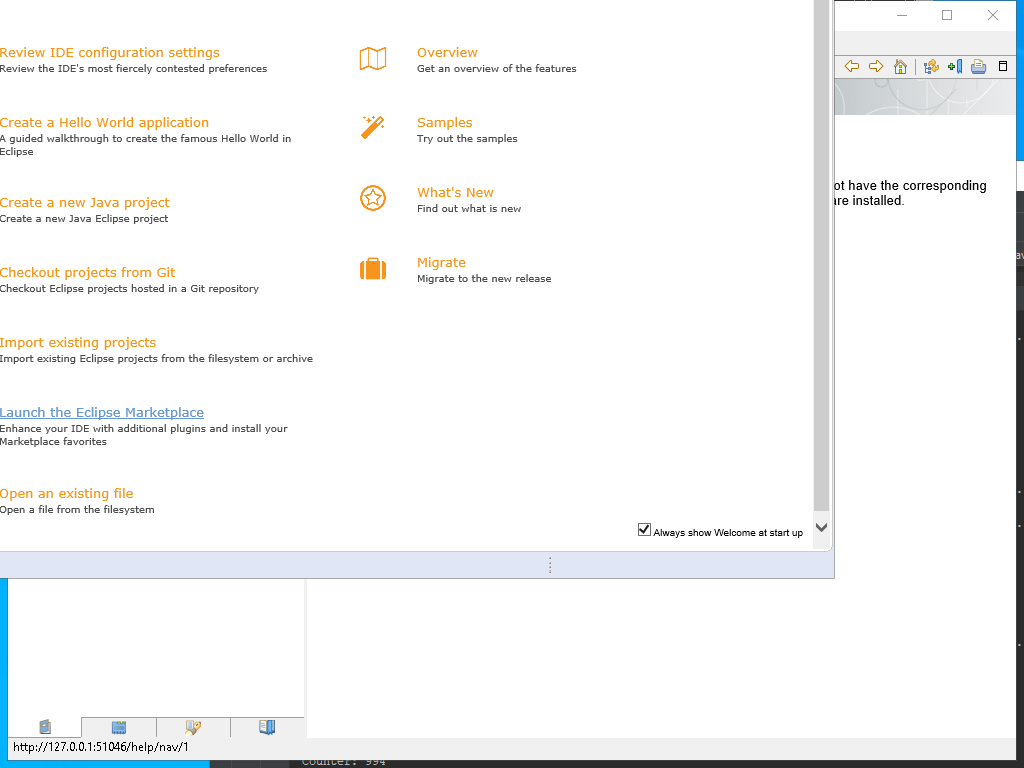 Review IDE configuration settings
Review the IDE's most fiercely contested preferences
Create a Hello World application
A guided walkthrough to create the famous Hello World in
Eclipse
Create a new Java project
Create a new Java Eclipse project
Checkout projects from Git
Checkout Eclipse projects hosted in a Git repository
Import existing projects
Import existing Eclipse projects from the filesystem or archive
Launch the Eclipse Marketplace
Enhance your IDE with additional plugins and install your
Marketplace favorites
Open an existing file
Open a file from the filesystem
Overview
Get an overview of the features
Samples
Try out the samples
What's New
Find out what is new
Migrate
Migrate to the new release
Always show Welcome at start up
ot have the corresponding
are installed.
http://127.0.0.1:51046/help/nav/1
Counter: 994